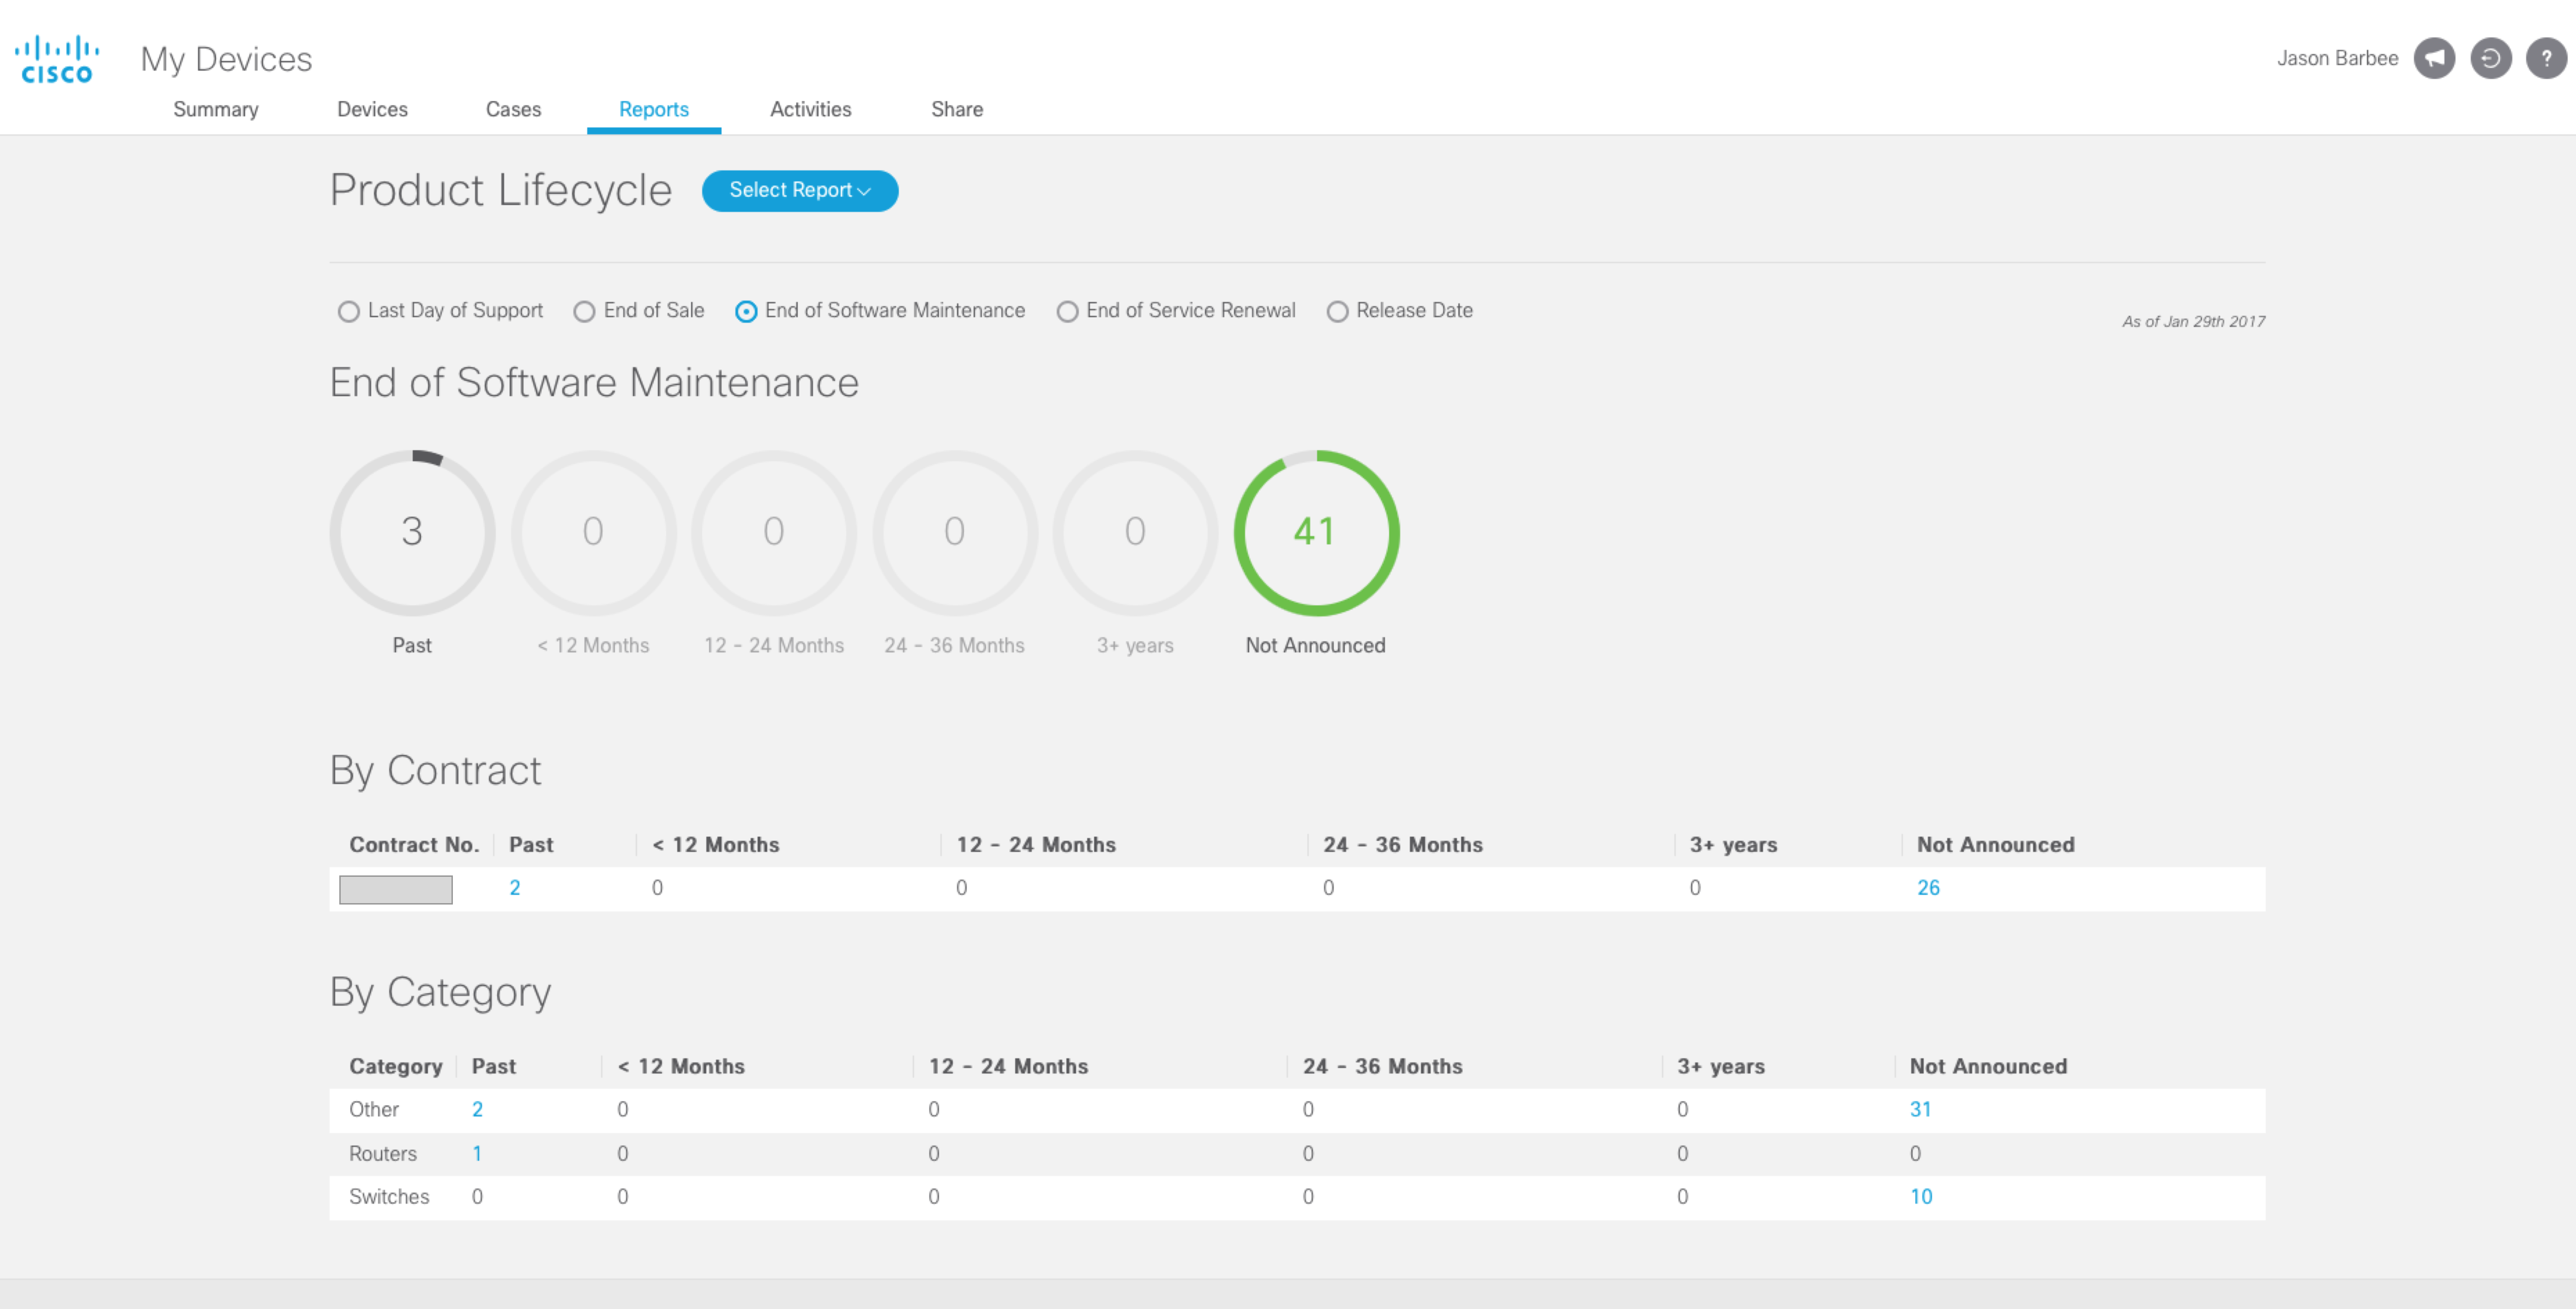 CISCO
My Devices
Jason Barbee
?
Summary Devices Cases Reports Activities Share
Product Lifecycle Select Report
Last Day of Support End of Sale End of Software Maintenance End of Service Renewal Release Date
As of Jan 29th 2017
End of Software Maintenance
3 0 0 0 0 41
Past < 12 Months 12 - 24 Months 24 - 36 Months 3+ years Not Announced
By Contract
Contract No. Past < 12 Months 12 - 24 Months 24 - 36 Months 3+ years Not Announced
2 0 0 0 0 26
By Category
Category Past < 12 Months 12 - 24 Months 24 - 36 Months 3+ years Not Announced
Other 2 0 0 0 0 31
Routers 1 0 0 0 0 0
Switches 0 0 0 0 0 10